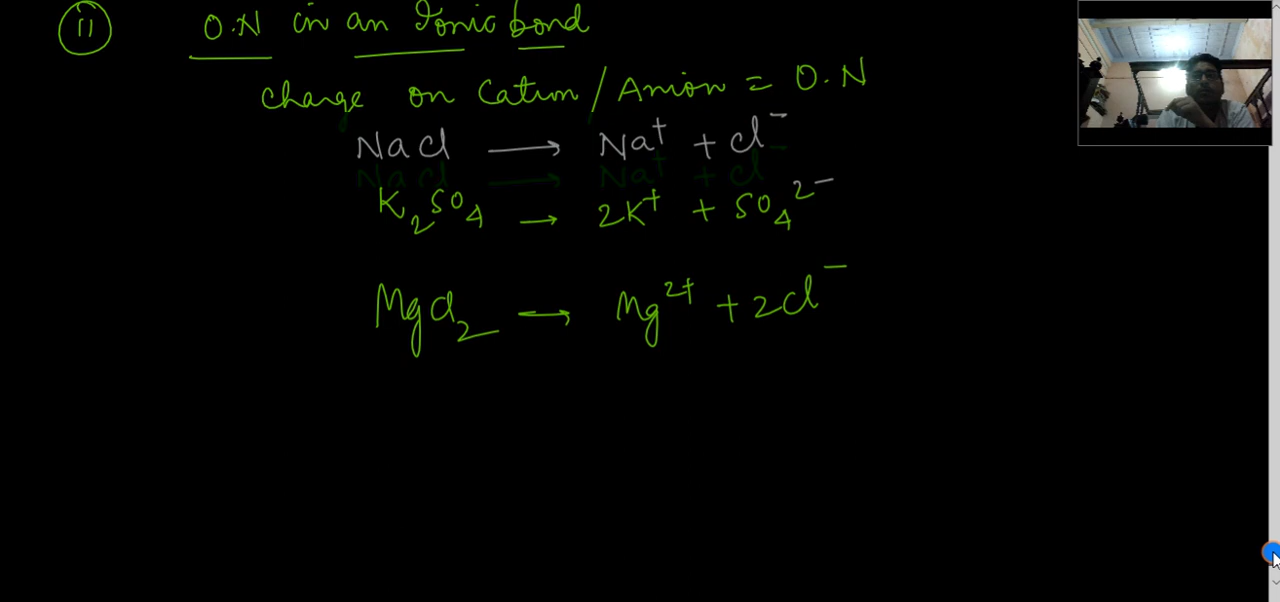 ii O.N in an Ionic bond
Charge on Cation / Anion = O.N
NaCl → Na⁺ + Cl⁻
K₂SO₄ → 2K⁺ + SO₄²⁻
MgCl₂ → Mg²⁺ + 2Cl⁻